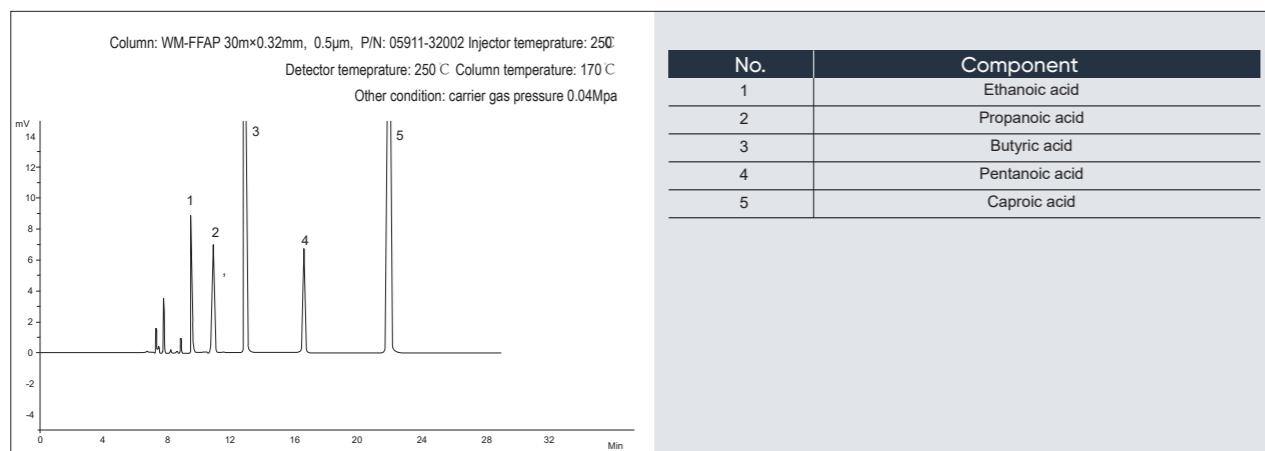 Column: WM-FFAP 30m×0.32mm, 0.5μm, P/N: 05911-32002 Injector temeprature: 250℃
Detector temeprature: 250℃ Column temperature: 170℃
Other condition: carrier gas pressure 0.04Mpa
mV
14
12
10
8
6
4
2
0
-2
-4
1
2
,
3
4
5
0 4 8 12 16 20 24 28 32 Min
No. Component
1 Ethanoic acid
2 Propanoic acid
3 Butyric acid
4 Pentanoic acid
5 Caproic acid